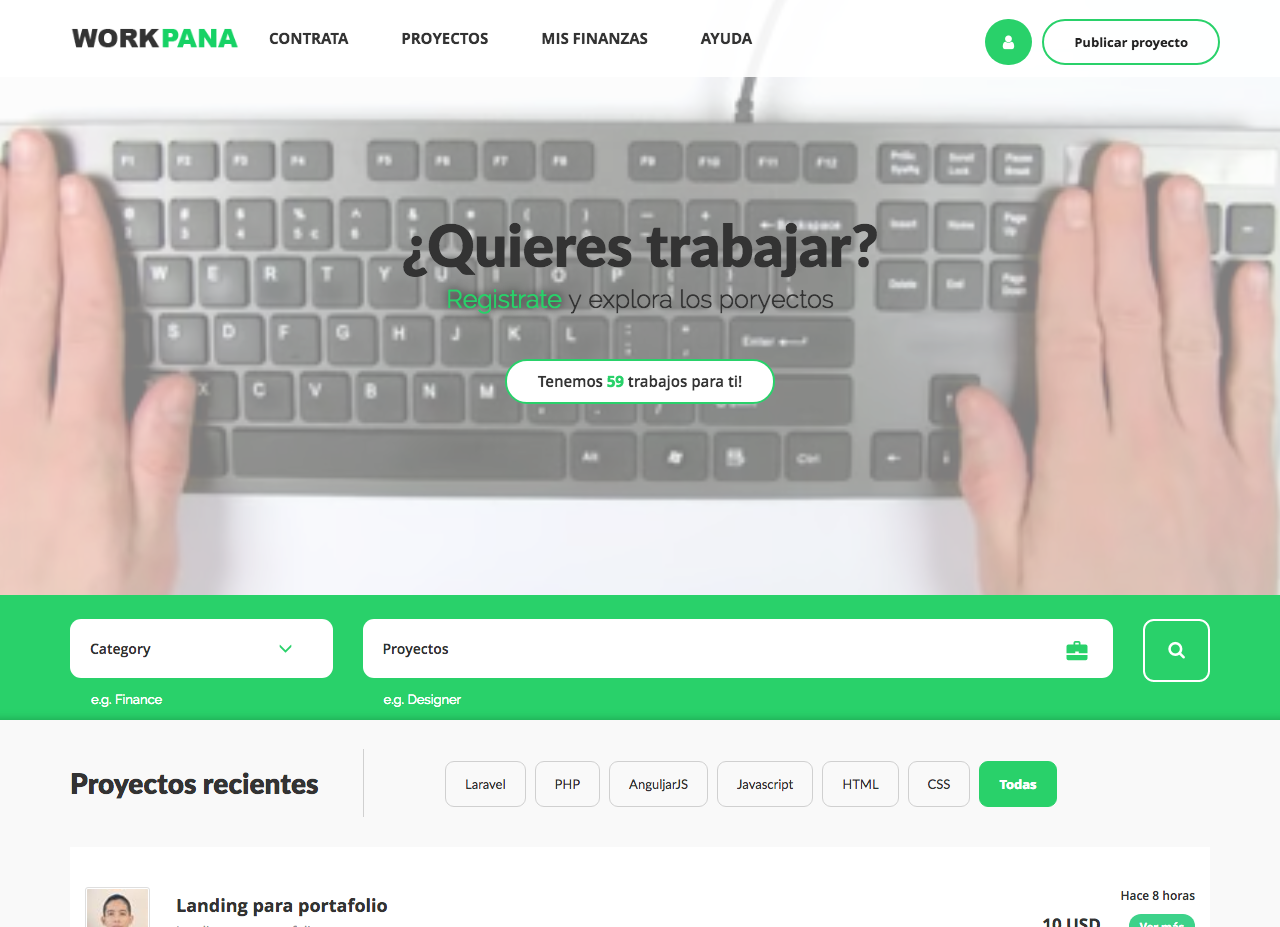 WORKPANA CONTRATA PROYECTOS MIS FINANZAS AYUDA Publicar proyecto
¿Quieres trabajar?
Registrate y explora los poryectos
Tenemos 59 trabajos para ti!
Category Proyectos
e.g. Finance e.g. Designer
Proyectos recientes Laravel PHP AnguljarJS Javascript HTML CSS Todas
Hace 8 horas
Landing para portafolio
10 USD Ver más